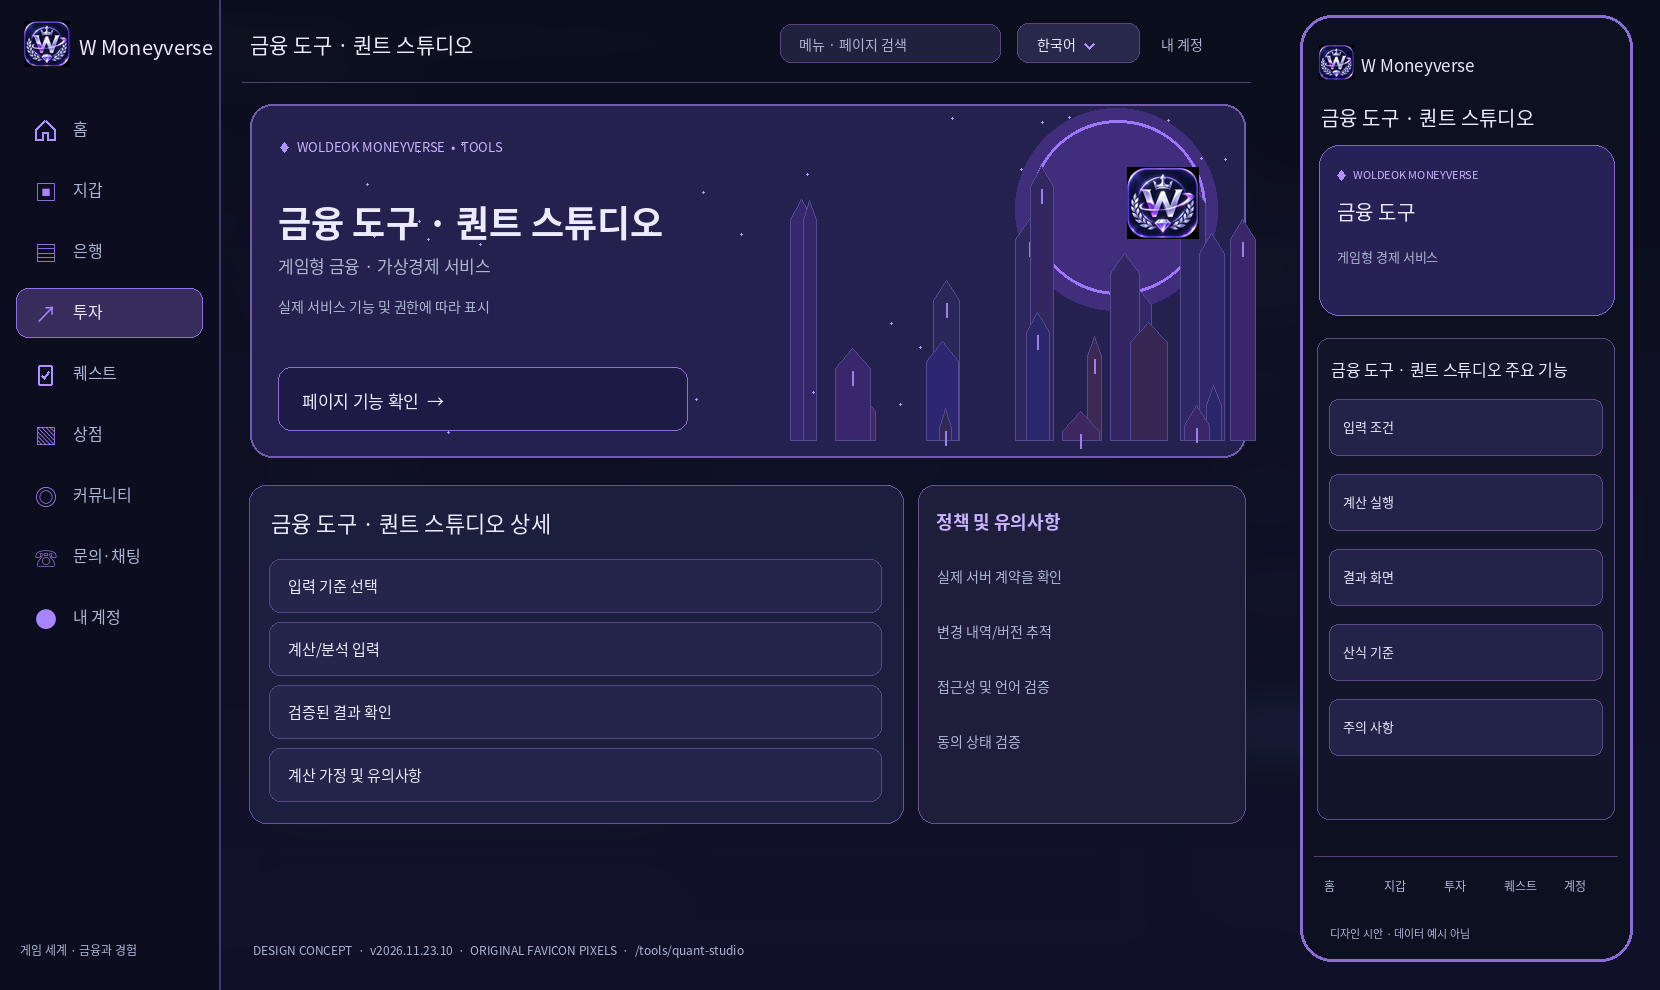 W Moneyverse
홈
지갑
은행
투자
퀘스트
상점
커뮤니티
문의·채팅
내 계정
게임 세계 · 금융과 경험
금융 도구 · 퀀트 스튜디오
메뉴 · 페이지 검색
한국어
내 계정
WOLDEOK MONEYVERSE • TOOLS
금융 도구 · 퀀트 스튜디오
게임형 금융 · 가상경제 서비스
실제 서비스 기능 및 권한에 따라 표시
페이지 기능 확인 →
W
금융 도구 · 퀀트 스튜디오 상세
입력 기준 선택
계산/분석 입력
검증된 결과 확인
계산 가정 및 유의사항
정책 및 유의사항
실제 서버 계약을 확인
변경 내역/버전 추적
접근성 및 언어 검증
동의 상태 검증
DESIGN CONCEPT · v2026.11.23.10 · ORIGINAL FAVICON PIXELS · /tools/quant-studio
W Moneyverse
금융 도구 · 퀀트 스튜디오
WOLDEOK MONEYVERSE
금융 도구
게임형 경제 서비스
금융 도구 · 퀀트 스튜디오 주요 기능
입력 조건
계산 실행
결과 화면
산식 기준
주의 사항
홈 지갑 투자 퀘스트 계정
디자인 시안 · 데이터 예시 아님